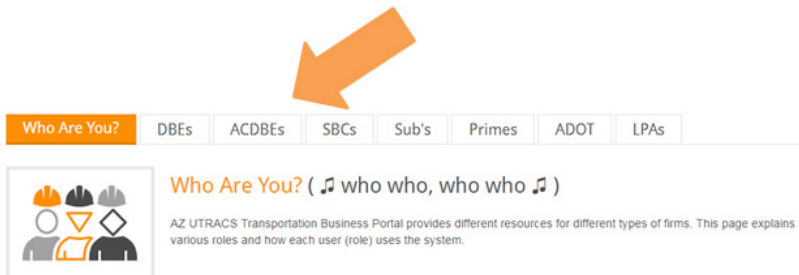 Who Are You? DBEs ACDBEs SBCs Sub's Primes ADOT LPAs
Who Are You? ( ♫ who who, who who ♫ )
AZ UTRACS Transportation Business Portal provides different resources for different types of firms. This page explains
various roles and how each user (role) uses the system.